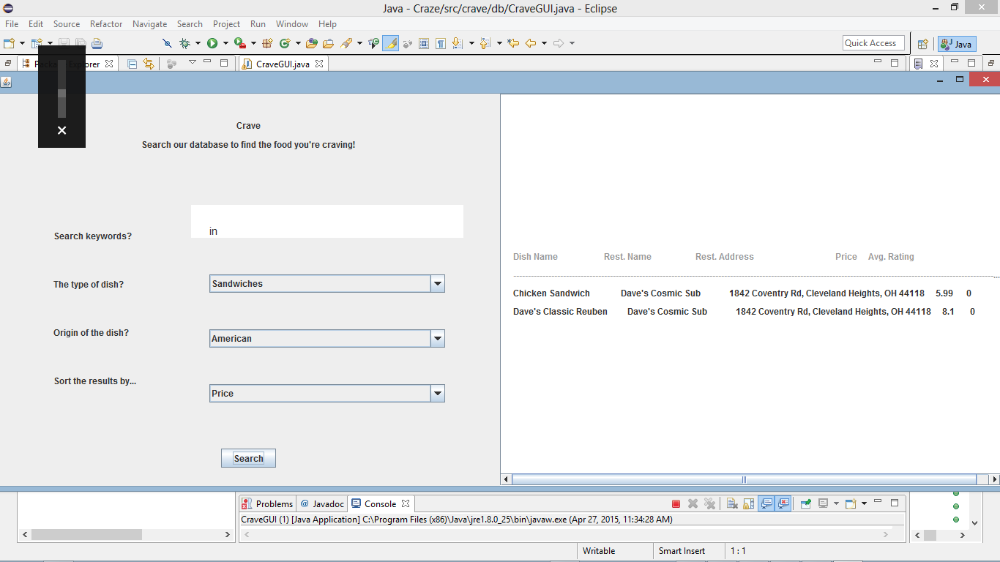 Java - Craze/src/crave/db/CraveGUI.java - Eclipse
File Edit Source Refactor Navigate Search Project Run Window Help
Quick Access
Java
Explorer
CraveGUI.java
Crave
Search our database to find the food you're craving!
Search keywords?
in
The type of dish?
Sandwiches
Origin of the dish?
American
Sort the results by...
Price
Search
Dish Name Rest. Name Rest. Address Price Avg. Rating
Chicken Sandwich Dave's Cosmic Sub 1842 Coventry Rd, Cleveland Heights, OH 44118 5.99 0
Dave's Classic Reuben Dave's Cosmic Sub 1842 Coventry Rd, Cleveland Heights, OH 44118 8.1 0
Problems @ Javadoc Console
CraveGUI (1) [Java Application] C:\Program Files (x86)\Java\jre1.8.0_25\bin\javaw.exe (Apr 27, 2015, 11:34:28 AM)
Writable Smart Insert 1 : 1